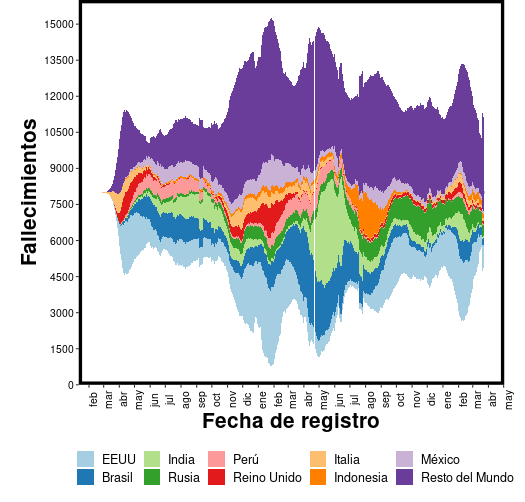 15000
13500
12000
10500
9000
7500
6000
4500
3000
1500
0
Fallecimientos
feb mar abr may jun jul ago sep oct nov dic ene feb mar abr may jun jul ago sep oct nov dic ene feb mar abr may
Fecha de registro
EEUU India Perú Italia México
Brasil Rusia Reino Unido Indonesia Resto del Mundo